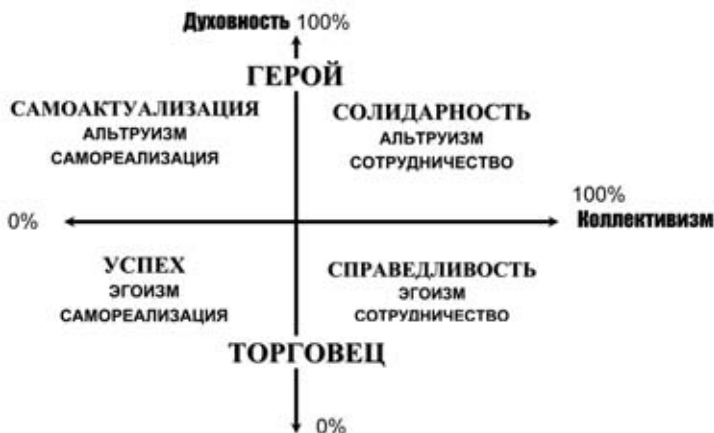 Духовность 100%
ГЕРОЙ
САМОАКТУАЛИЗАЦИЯ
АЛЬТРУИЗМ
САМОРЕАЛИЗАЦИЯ
СОЛИДАРНОСТЬ
АЛЬТРУИЗМ
СОТРУДНИЧЕСТВО
0%
100%
Коллективизм
УСПЕХ
ЭГОИЗМ
САМОРЕАЛИЗАЦИЯ
СПРАВЕДЛИВОСТЬ
ЭГОИЗМ
СОТРУДНИЧЕСТВО
ТОРГОВЕЦ
0%